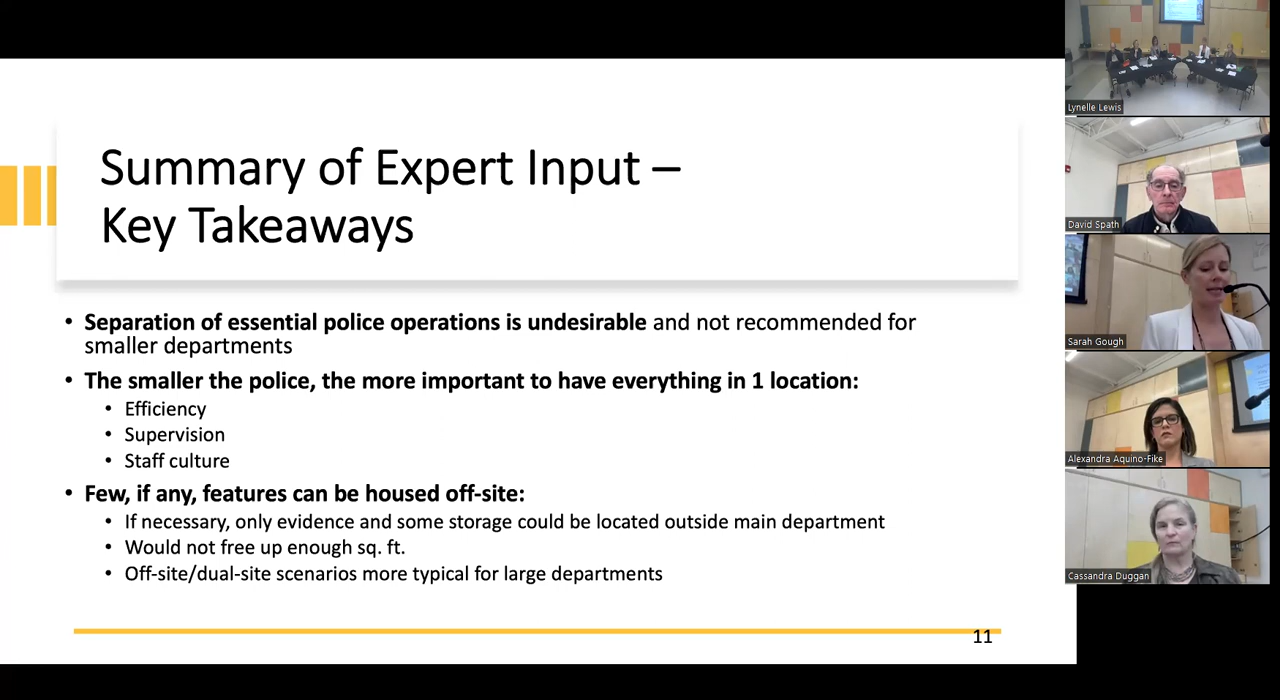 Summary of Expert Input –
Key Takeaways
• Separation of essential police operations is undesirable and not recommended for
smaller departments
• The smaller the police, the more important to have everything in 1 location:
• Efficiency
• Supervision
• Staff culture
• Few, if any, features can be housed off-site:
• If necessary, only evidence and some storage could be located outside main department
• Would not free up enough sq. ft.
• Off-site/dual-site scenarios more typical for large departments
11
Lynelle Lewis
David Spath
Sarah Gough
Alexandra Aquino-Fike
Cassandra Duggan